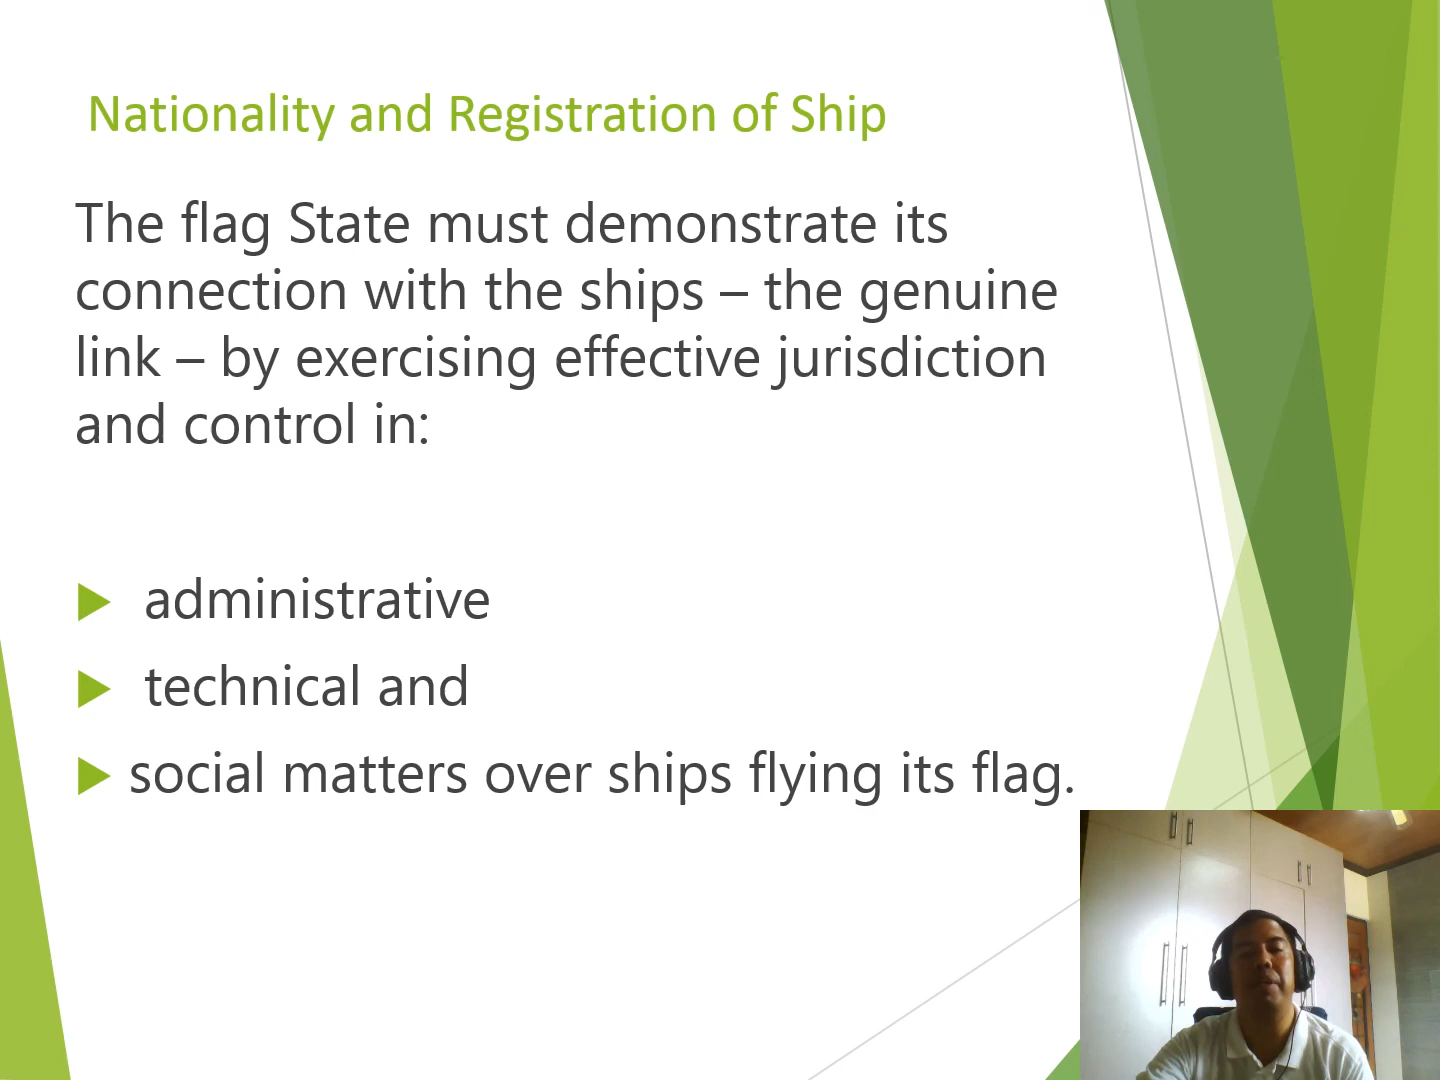 Nationality and Registration of Ship
The flag State must demonstrate its
connection with the ships – the genuine
link – by exercising effective jurisdiction
and control in:
administrative
technical and
social matters over ships flying its flag.